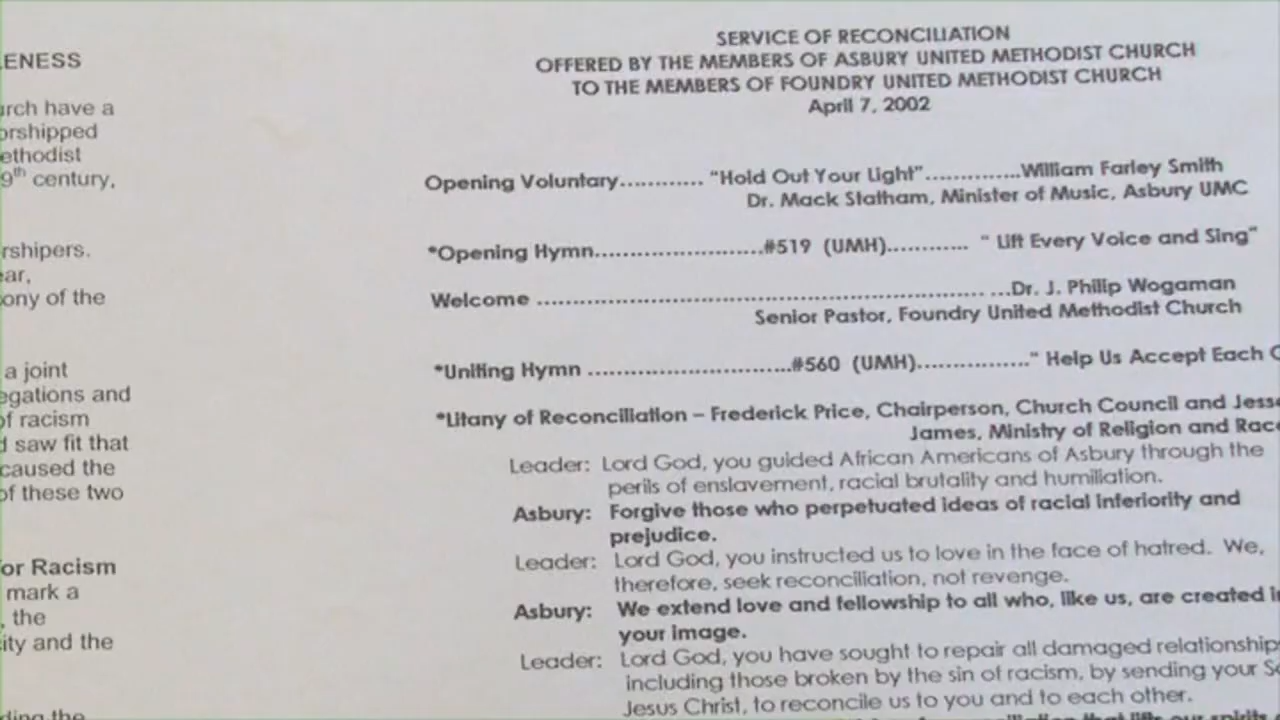 ENESS
rch have a
orshipped
ethodist
9th century,
rshipers.
ear,
ony of the
a joint
egations and
of racism
d saw fit that
caused the
of these two
or Racism
mark a
, the
ity and the
ding the
SERVICE OF RECONCILIATION
OFFERED BY THE MEMBERS OF ASBURY UNITED METHODIST CHURCH
TO THE MEMBERS OF FOUNDRY UNITED METHODIST CHURCH
April 7, 2002
Opening Voluntary............ "Hold Out Your Light"..............William Farley Smith
Dr. Mack Statham, Minister of Music, Asbury UMC
*Opening Hymn.........................#519 (UMH)............ " Lift Every Voice and Sing"
Welcome ................................................................ ...Dr. J. Philip Wogaman
Senior Pastor, Foundry United Methodist Church
*Uniting Hymn ..............................#560 (UMH)................." Help Us Accept Each
*Litany of Reconciliation – Frederick Price, Chairperson, Church Council and Jesse
James, Ministry of Religion and Race
Leader: Lord God, you guided African Americans of Asbury through the
perils of enslavement, racial brutality and humiliation.
Asbury: Forgive those who perpetuated ideas of racial inferiority and
prejudice.
Leader: Lord God, you instructed us to love in the face of hatred. We,
therefore, seek reconciliation, not revenge.
Asbury: We extend love and fellowship to all who, like us, are created in
your image.
Leader: Lord God, you have sought to repair all damaged relationship
including those broken by the sin of racism, by sending your So
Jesus Christ, to reconcile us to you and to each other.